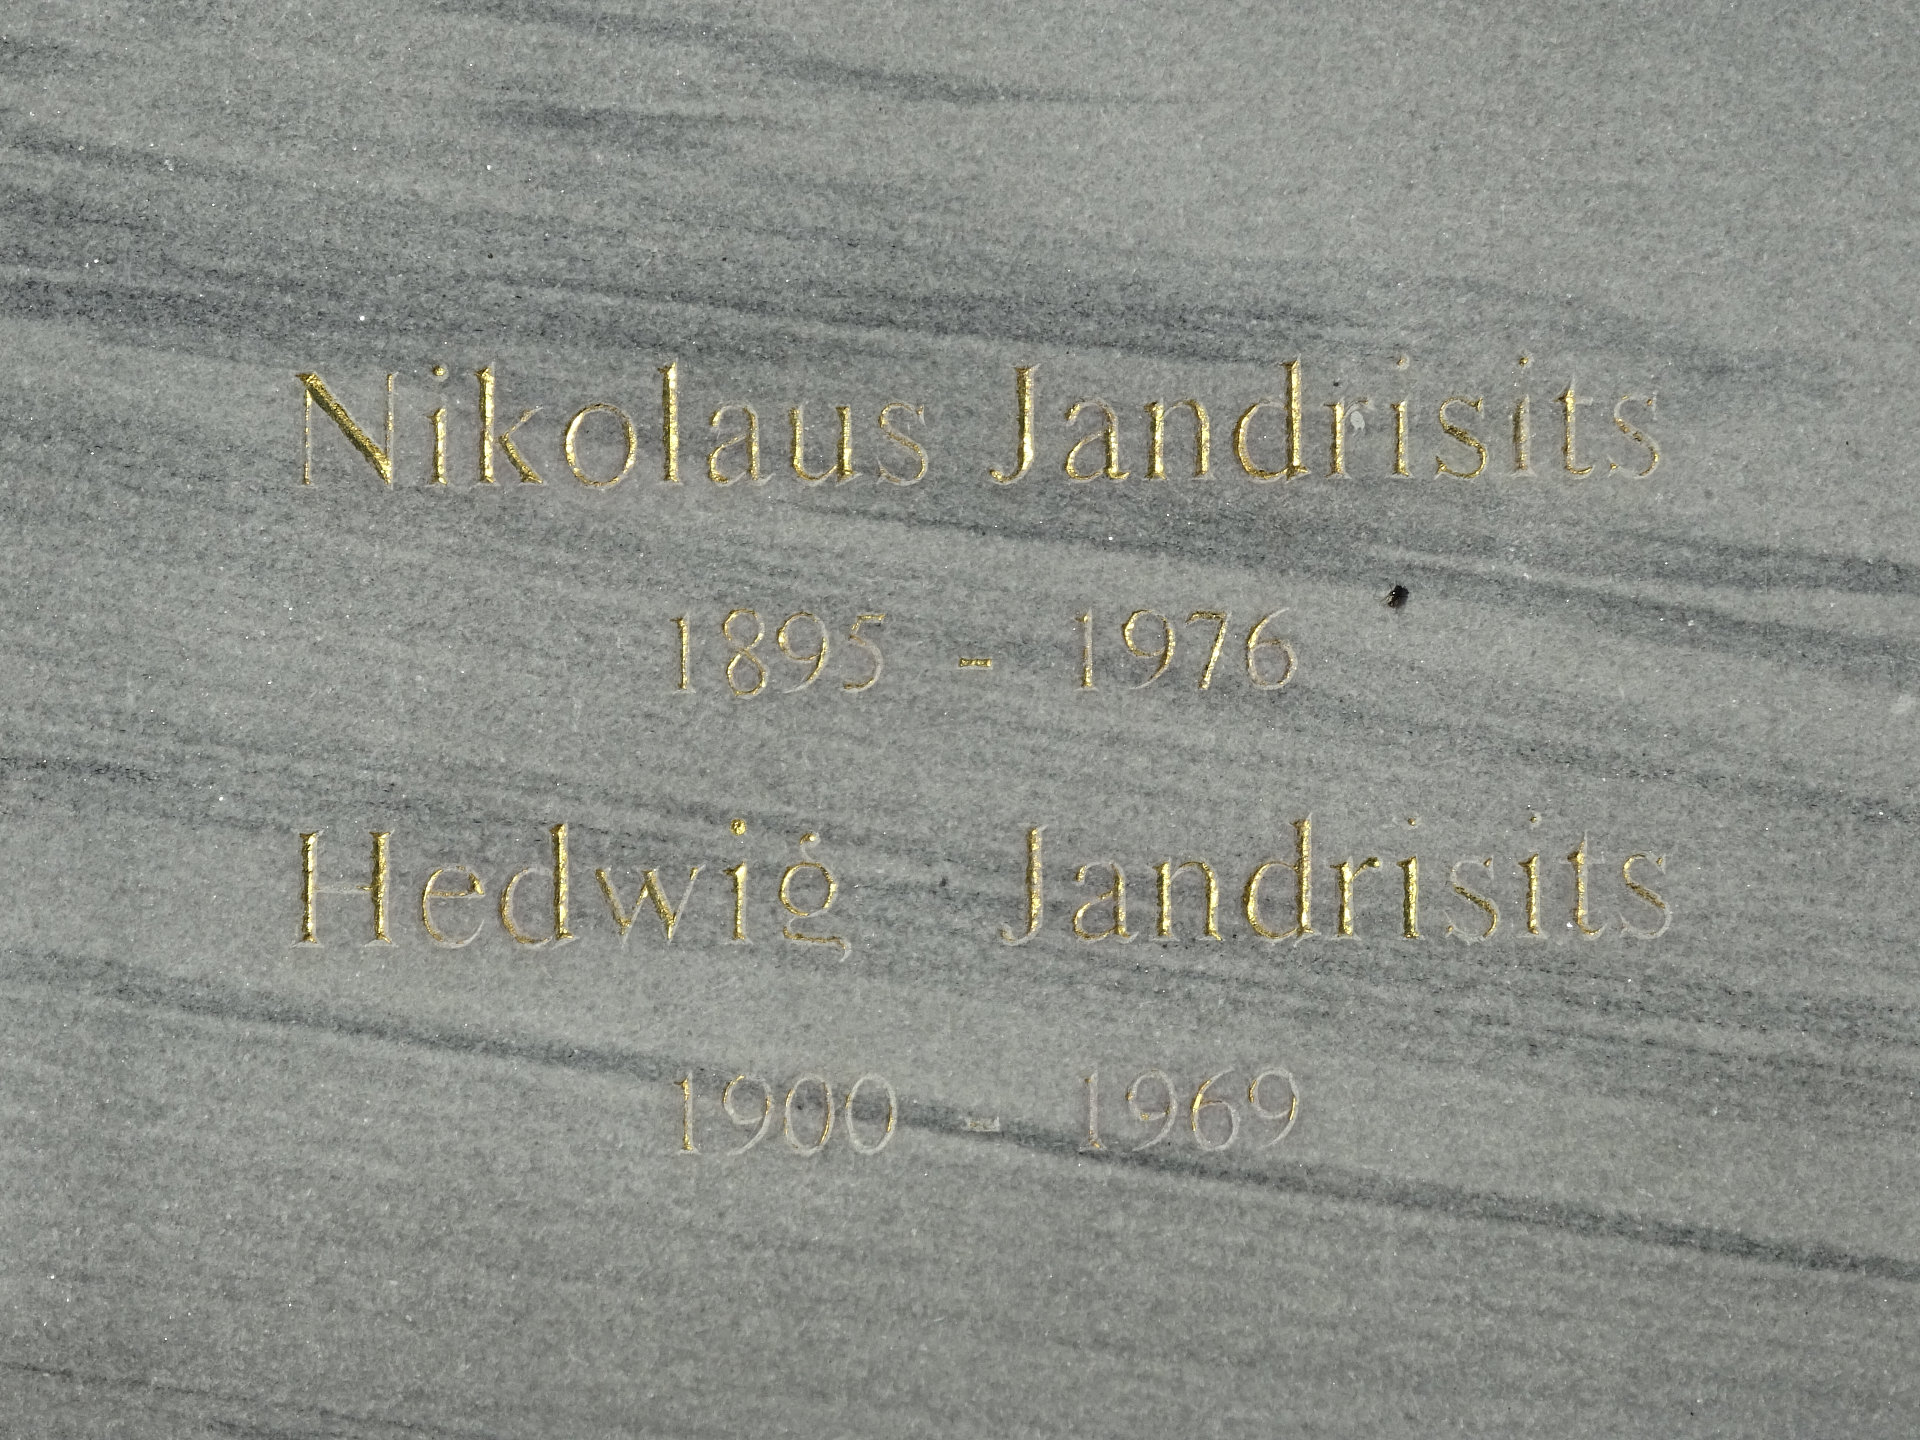 Nikolaus Jandrisits
1895 - 1976
Hedwig Jandrisits
1900 - 1969